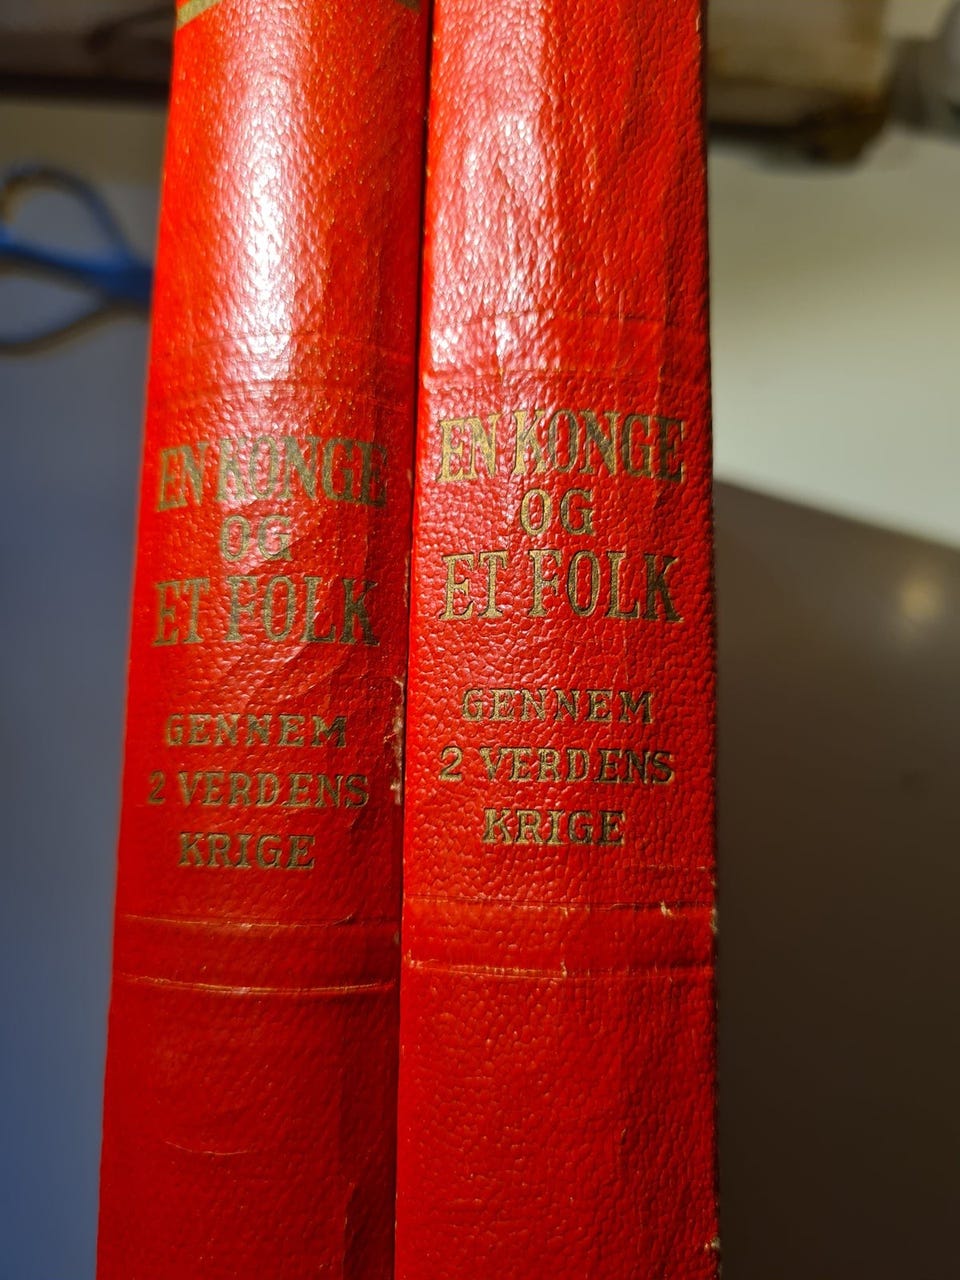 EN KONGE
OG
ET FOLK
GENNEM
2 VERDENS
KRIGE
EN KONGE
OG
ET FOLK
GENNEM
2 VERDENS
KRIGE